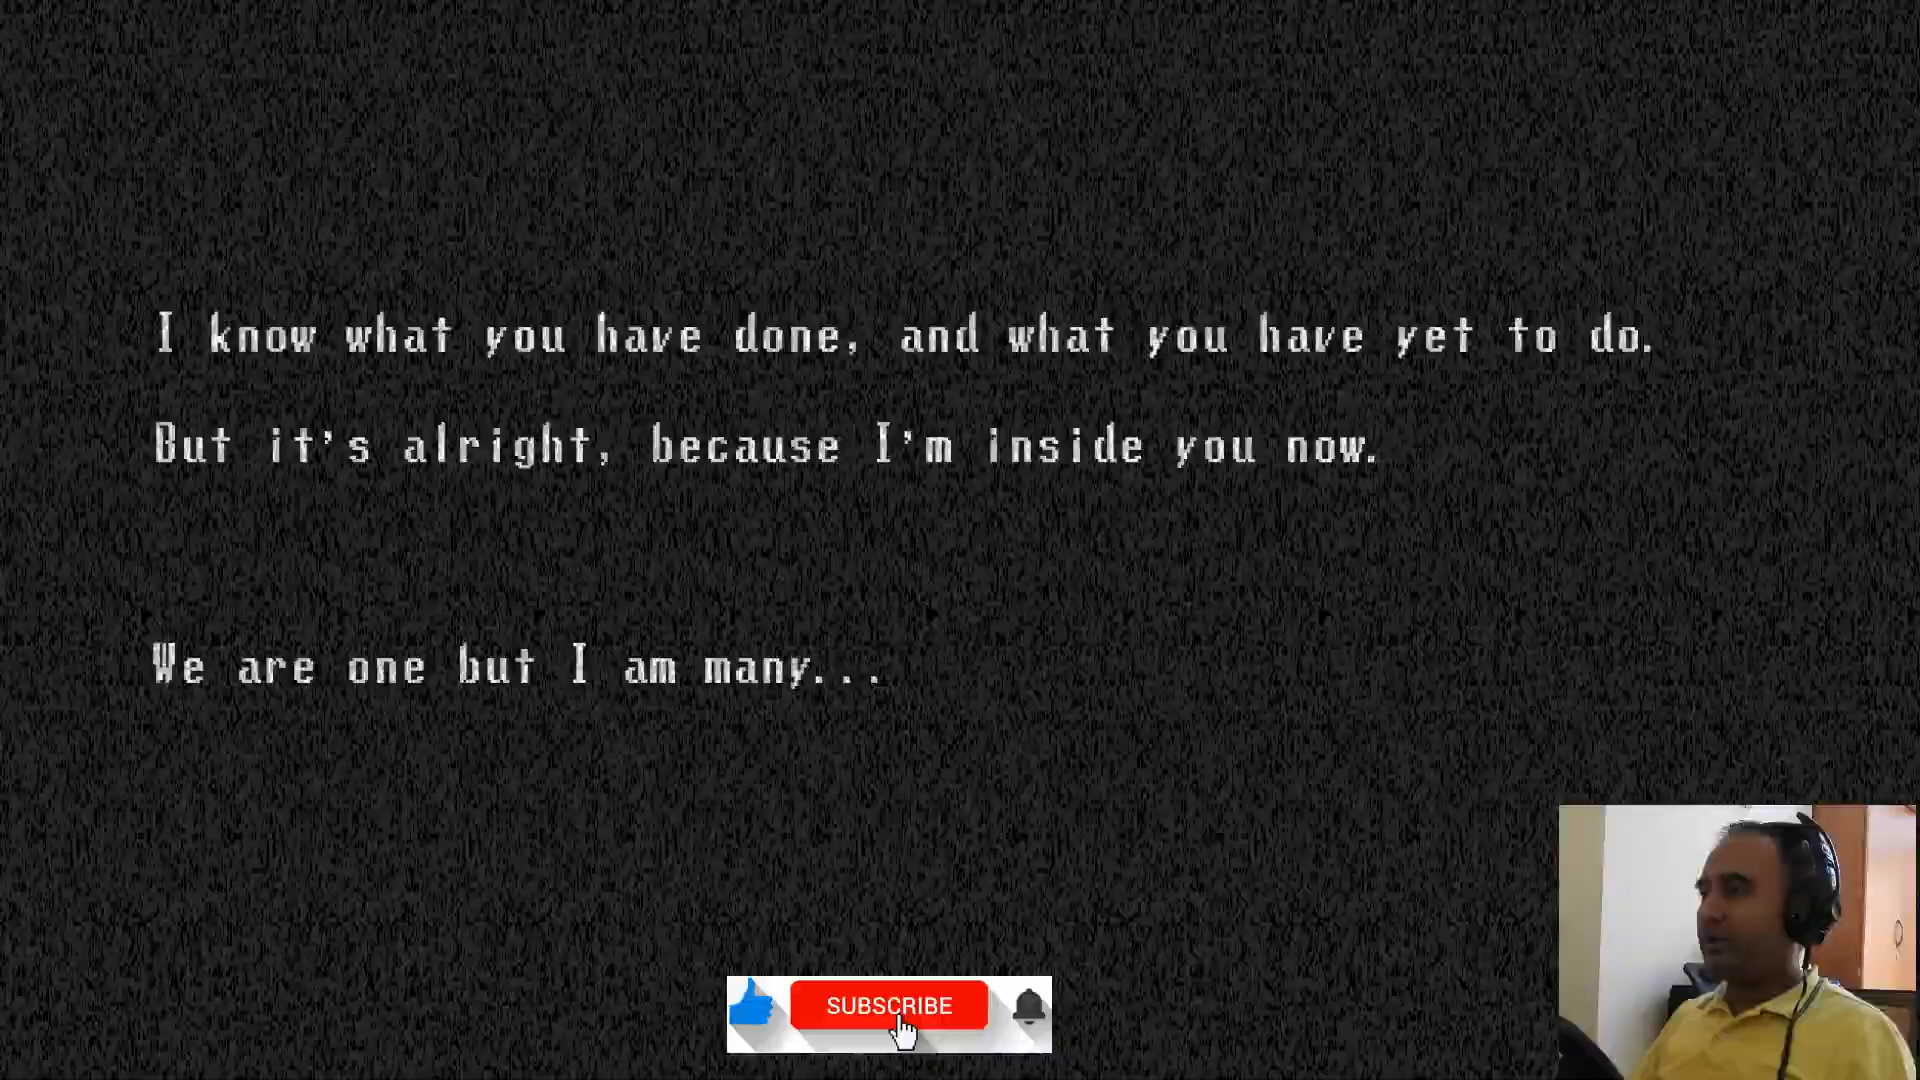 I know what you have done, and what you have yet to do.
But it's alright, because I'm inside you now.
We are one but I am many...
SUBSCRIBE